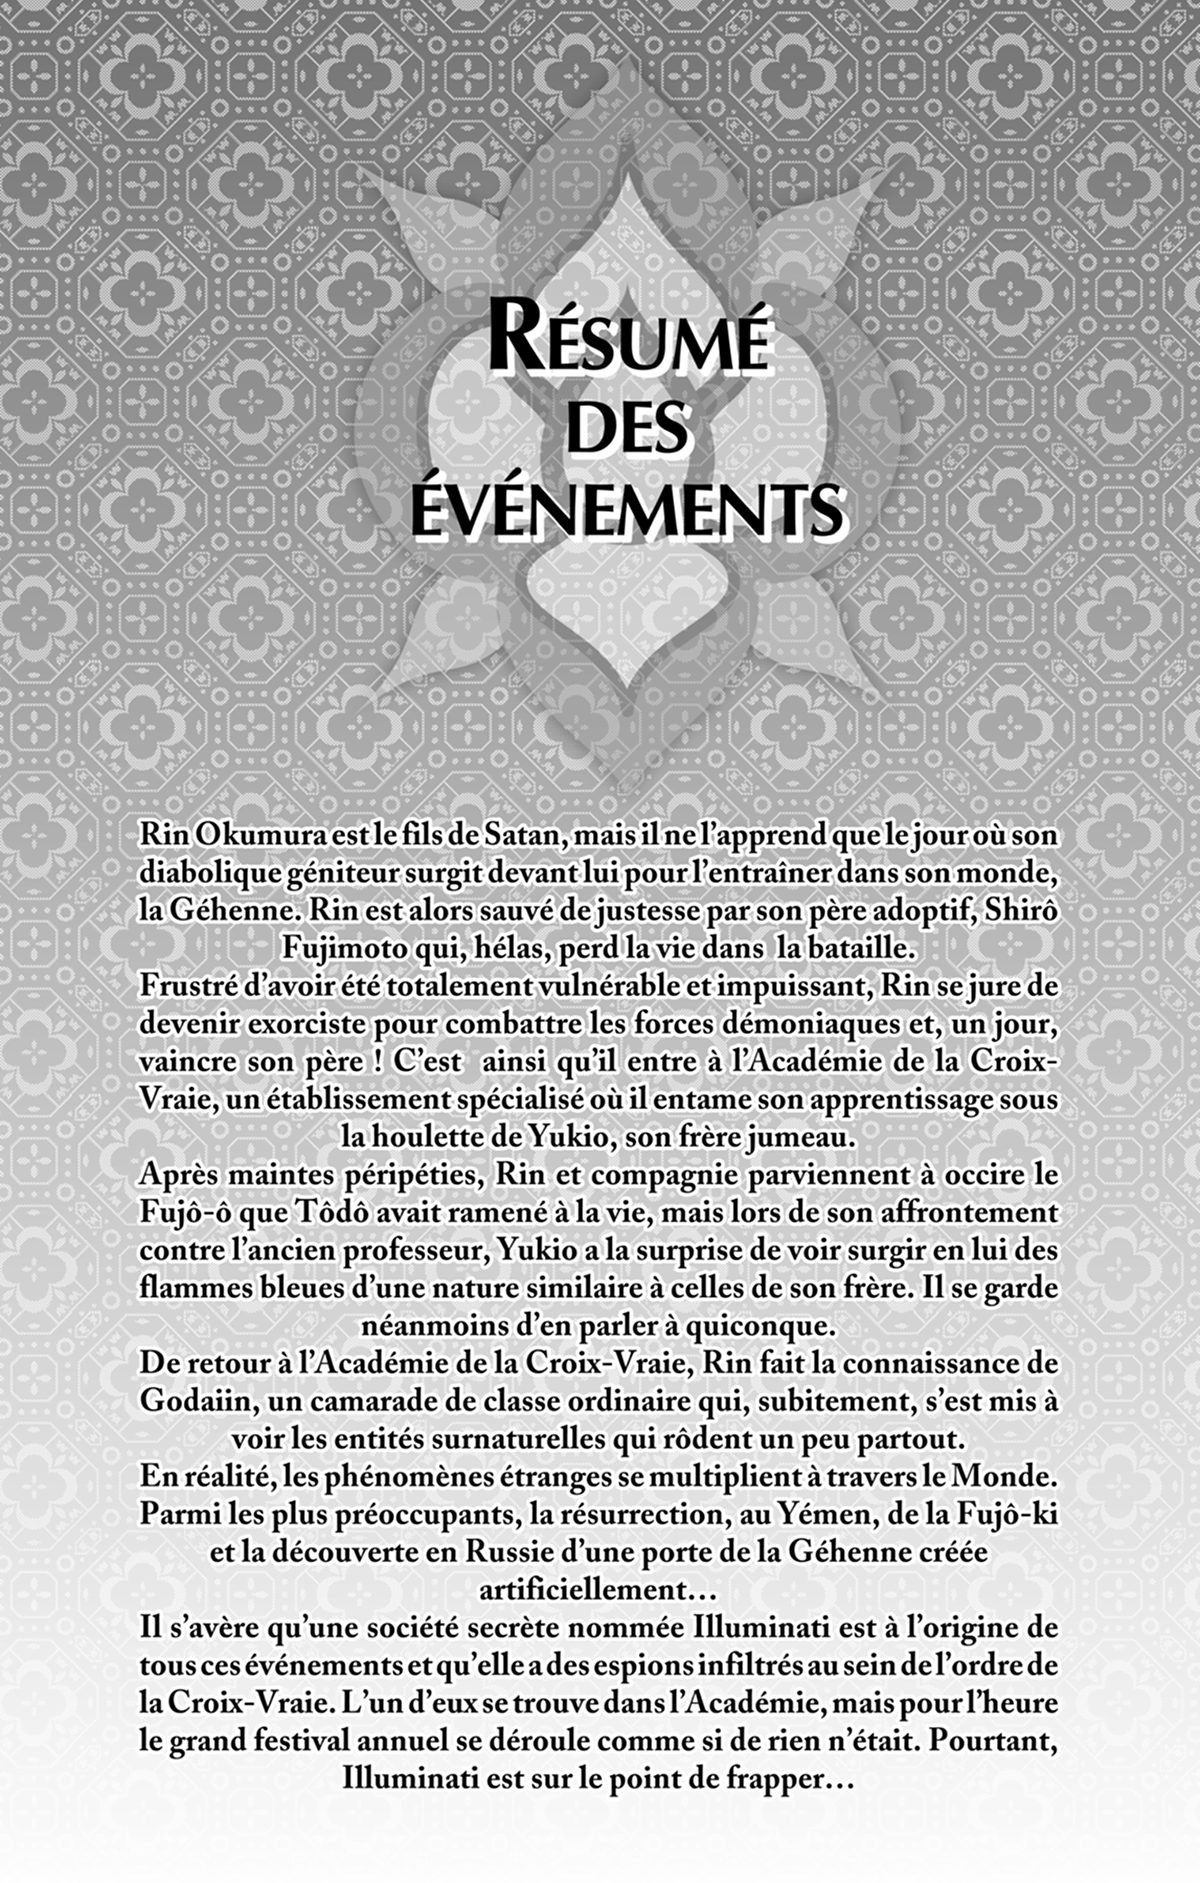 Résumé
des
événements
Rin Okumura est le fils de Satan, mais il ne l’apprend que le jour où son
diabolique géniteur surgit devant lui pour l’entraîner dans son monde,
la Géhenne. Rin est alors sauvé de justesse par son père adoptif, Shirô
Fujimoto qui, hélas, perd la vie dans  la bataille.
Frustré d’avoir été totalement vulnérable et impuissant, Rin se jure de
devenir exorciste pour combattre les forces démoniaques et, un jour,
vaincre son père ! C’est  ainsi qu’il entre à l’Académie de la Croix-
Vraie, un établissement spécialisé où il entame son apprentissage sous
la houlette de Yukio, son frère jumeau.
Après maintes péripéties, Rin et compagnie parviennent à occire le
Fujô-ô que Tôdô avait ramené à la vie, mais lors de son affrontement
contre l’ancien professeur, Yukio a la surprise de voir surgir en lui des
flammes bleues d’une nature similaire à celles de son frère. Il se garde
néanmoins d’en parler à quiconque.
De retour à l’Académie de la Croix-Vraie, Rin fait la connaissance de
Godaiin, un camarade de classe ordinaire qui, subitement, s’est mis à
voir les entités surnaturelles qui rôdent un peu partout.
En réalité, les phénomènes étranges se multiplient à travers le Monde.
Parmi les plus préoccupants, la résurrection, au Yémen, de la Fujô-ki
et la découverte en Russie d’une porte de la Géhenne créée
artificiellement…
Il s’avère qu’une société secrète nommée Illuminati est à l’origine de
tous ces événements et qu’elle a des espions infiltrés au sein de l’ordre de
la Croix-Vraie. L’un d’eux se trouve dans l’Académie, mais pour l’heure
le grand festival annuel se déroule comme si de rien n’était. Pourtant,
Illuminati est sur le point de frapper…